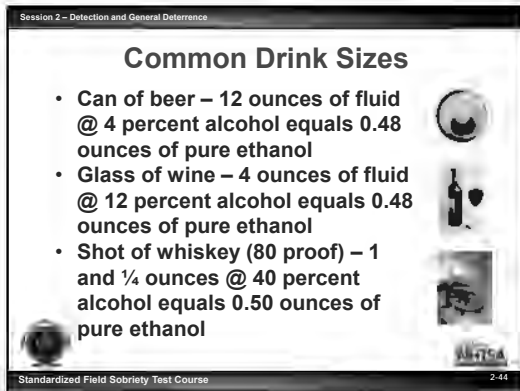 Session 2 – Detection and General Deterrence
Common Drink Sizes
• Can of beer – 12 ounces of fluid
@ 4 percent alcohol equals 0.48
ounces of pure ethanol
• Glass of wine – 4 ounces of fluid
@ 12 percent alcohol equals 0.48
ounces of pure ethanol
• Shot of whiskey (80 proof) – 1
and ¼ ounces @ 40 percent
alcohol equals 0.50 ounces of
pure ethanol
Standardized Field Sobriety Test Course
2-44